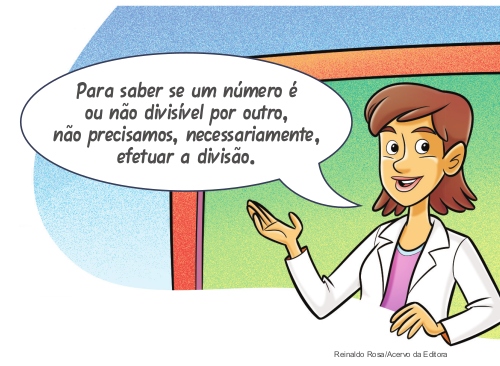 Para saber se um número é
ou não divisível por outro,
não precisamos, necessariamente,
efetuar a divisão.
Reinaldo Rosa/Acervo da Editora